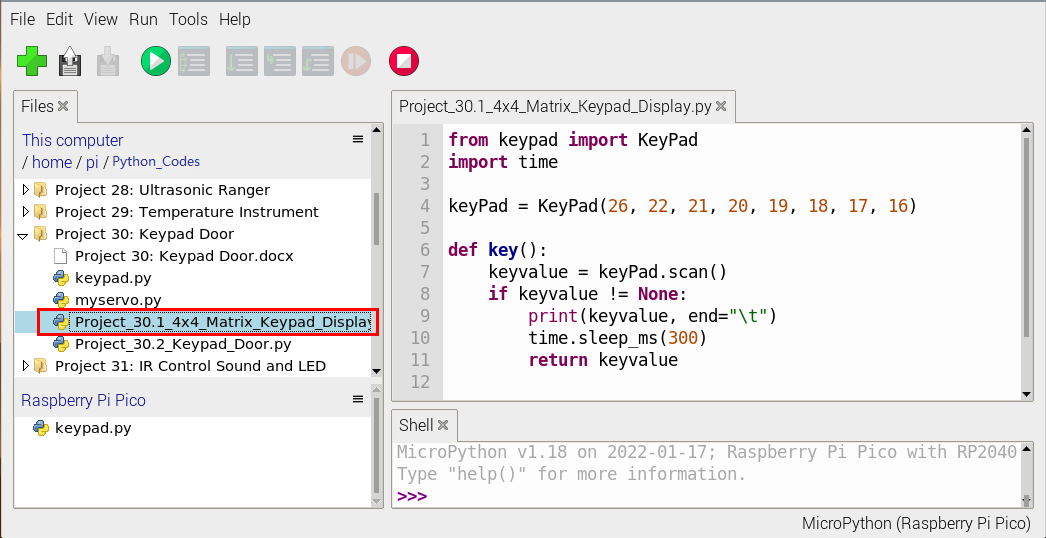 File Edit View Run Tools Help
Files
This computer
/ home / pi / Python_Codes
Project 28: Ultrasonic Ranger
Project 29: Temperature Instrument
Project 30: Keypad Door
Project 30: Keypad Door.docx
keypad.py
myservo.py
Project_30.1_4x4_Matrix_Keypad_Display
Project_30.2_Keypad_Door.py
Project 31: IR Control Sound and LED
Raspberry Pi Pico
keypad.py
Project_30.1_4x4_Matrix_Keypad_Display.py
1 from keypad import KeyPad
2 import time
3
4 keyPad = KeyPad(26, 22, 21, 20, 19, 18, 17, 16)
5
6 def key():
7     keyvalue = keyPad.scan()
8     if keyvalue != None:
9         print(keyvalue, end="\t")
10         time.sleep_ms(300)
11         return keyvalue
12
Shell
MicroPython v1.18 on 2022-01-17; Raspberry Pi Pico with RP2040
Type "help()" for more information.
>>>
MicroPython (Raspberry Pi Pico)